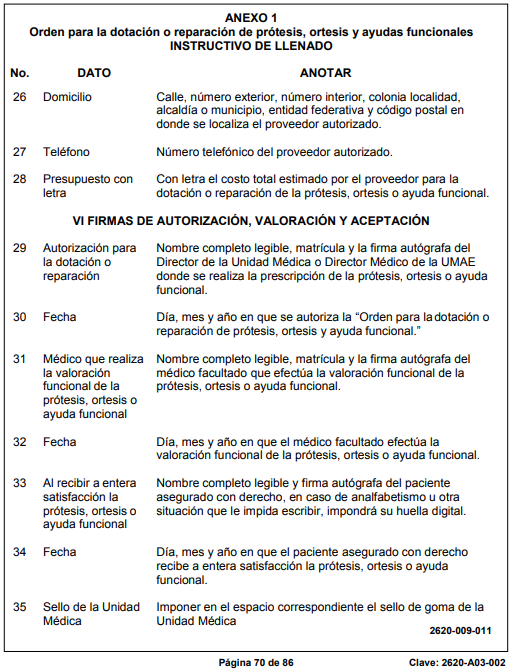 ANEXO 1
Orden para la dotación o reparación de prótesis, ortesis y ayudas funcionales
INSTRUCTIVO DE LLENADO
No. DATO ANOTAR
26 Domicilio Calle, número exterior, número interior, colonia localidad,
alcaldía o municipio, entidad federativa y código postal en
donde se localiza el proveedor autorizado.
27 Teléfono Número telefónico del proveedor autorizado.
28 Presupuesto con Con letra el costo total estimado por el proveedor para la
letra dotación o reparación de la prótesis, ortesis o ayuda funcional.
VI FIRMAS DE AUTORIZACIÓN, VALORACIÓN Y ACEPTACIÓN
29 Autorización para Nombre completo legible, matrícula y la firma autógrafa del
la dotación o Director de la Unidad Médica o Director Médico de la UMAE
reparación donde se realiza la prescripción de la prótesis, ortesis o ayuda
funcional.
30 Fecha Día, mes y año en que se autoriza la “Orden para la dotación o
reparación de prótesis, ortesis y ayuda funcional.”
31 Médico que realiza Nombre completo legible, matrícula y la firma autógrafa del
la valoración médico facultado que efectúa la valoración funcional de la
funcional de la prótesis, ortesis o ayuda funcional.
prótesis, ortesis o
ayuda funcional
32 Fecha Día, mes y año en que el médico facultado efectúa la
valoración funcional de la prótesis, ortesis o ayuda funcional.
33 Al recibir a entera Nombre completo legible y firma autógrafa del paciente
satisfacción la asegurado con derecho, en caso de analfabetismo u otra
prótesis, ortesis o situación que le impida escribir, impondrá su huella digital.
ayuda funcional
34 Fecha Día, mes y año en que el paciente asegurado con derecho
recibe a entera satisfacción la prótesis, ortesis o ayuda
funcional.
35 Sello de la Unidad Imponer en el espacio correspondiente el sello de goma de la
Médica Unidad Médica
2620-009-011
Página 70 de 86 Clave: 2620-A03-002